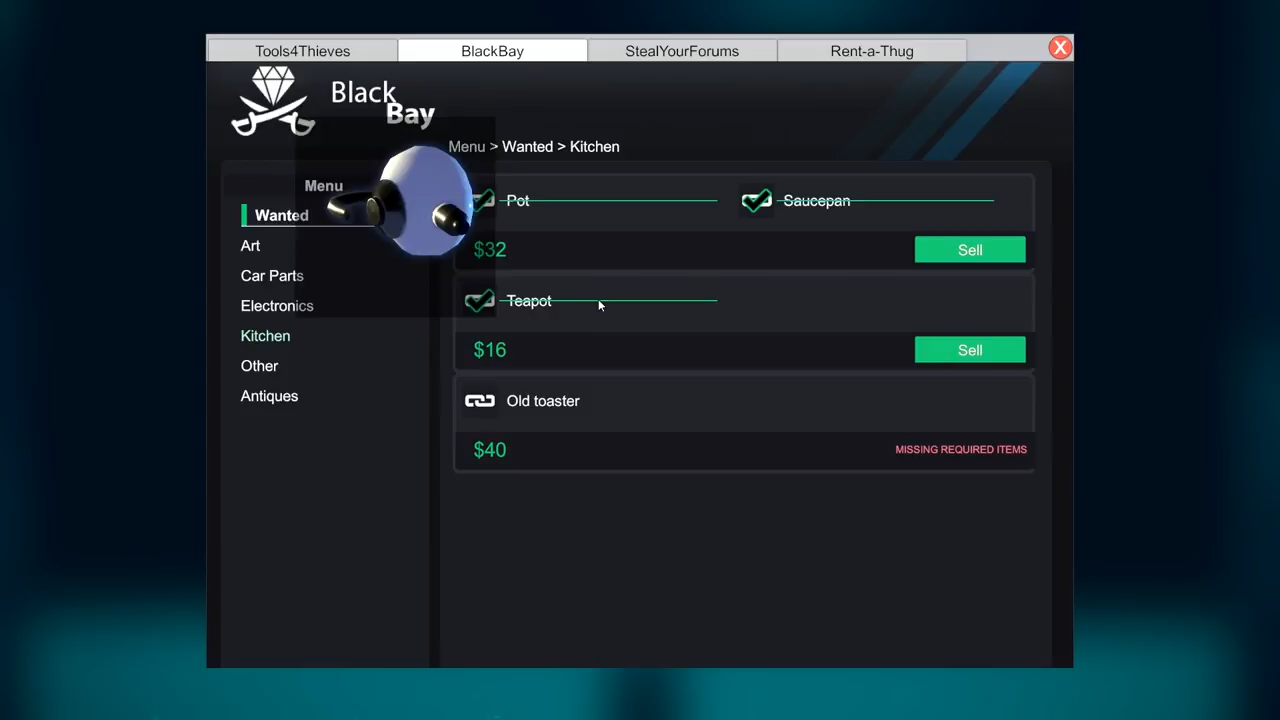 Tools4Thieves BlackBay StealYourForums Rent-a-Thug X
Black
Bay
Menu > Wanted > Kitchen
Menu
Wanted
Art
Car Parts
Electronics
Kitchen
Other
Antiques
Pot Saucepan
$32 Sell
Teapot
$16 Sell
Old toaster
$40 MISSING REQUIRED ITEMS